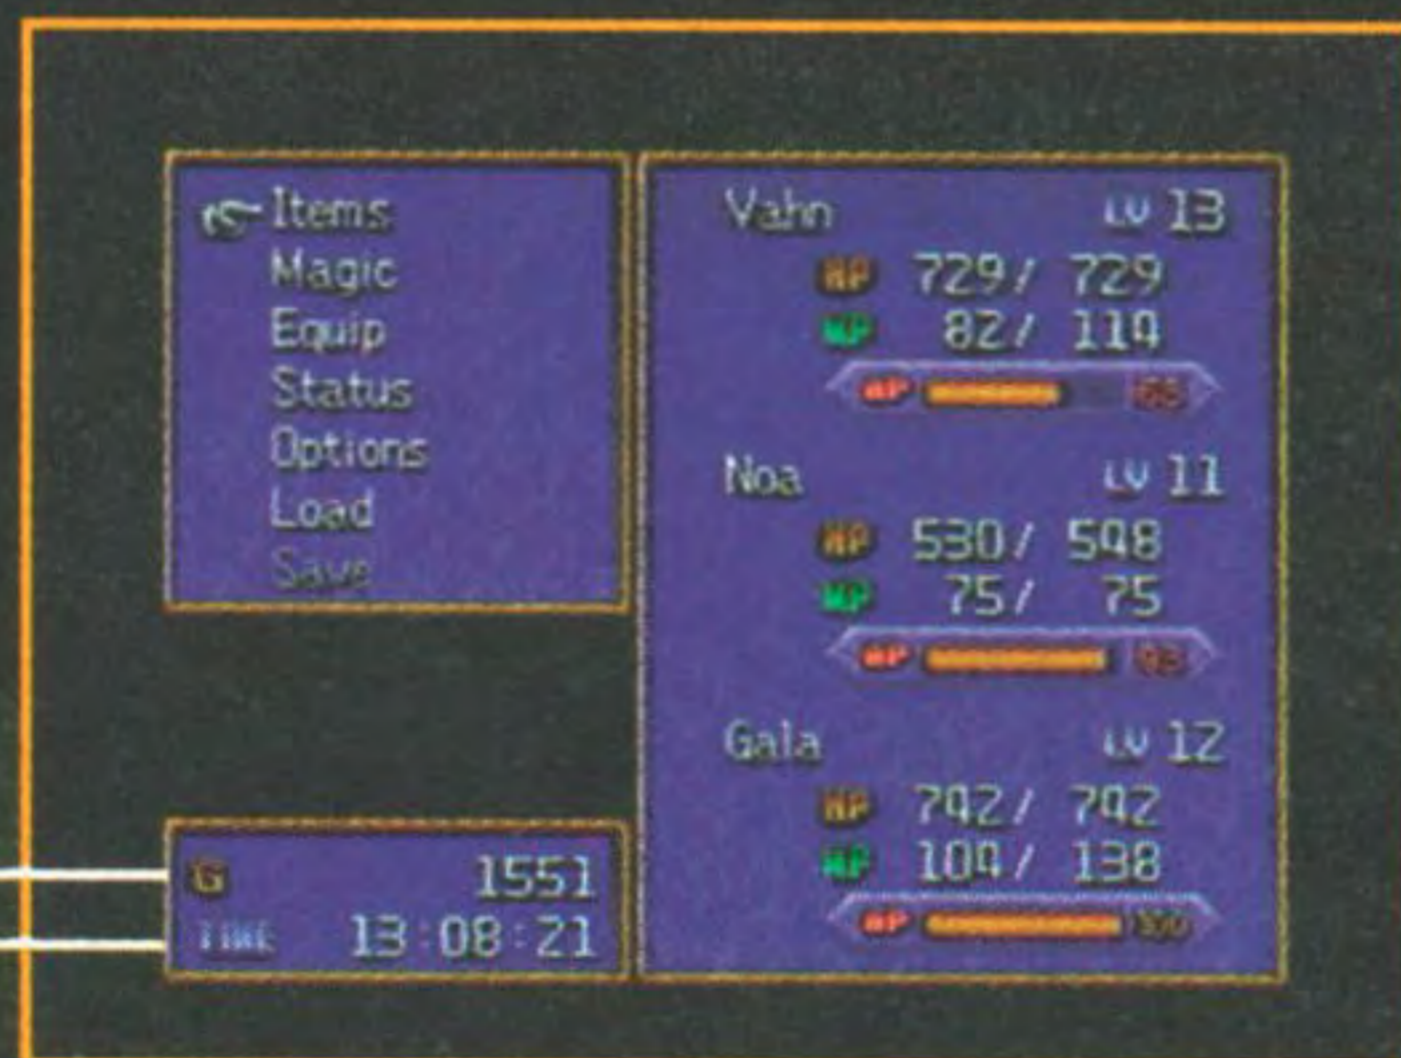 Items
Magic
Equip
Status
Options
Load
Save
G 1551
TIME 13:08:21
Vahn LV 13
HP 729/ 729
MP 82/ 114
AP
Noa LV 11
HP 530/ 548
MP 75/ 75
AP 93
Gala LV 12
HP 742/ 742
MP 104/ 138
AP 100